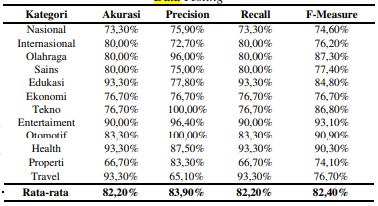 Data Testing
Kategori Akurasi Precision Recall F-Measure
Nasional 73,30% 75,90% 73,30% 74,60%
Internasional 80,00% 72,70% 80,00% 76,20%
Olahraga 80,00% 96,00% 80,00% 87,30%
Sains 80,00% 75,00% 80,00% 77,40%
Edukasi 93,30% 77,80% 93,30% 84,80%
Ekonomi 76,70% 76,70% 76,70% 76,70%
Tekno 76,70% 100,00% 76,70% 86,80%
Entertaiment 90,00% 96,40% 90,00% 93,10%
Otomotif 83,30% 100,00% 83,30% 90,90%
Health 93,30% 87,50% 93,30% 90,30%
Properti 66,70% 83,30% 66,70% 74,10%
Travel 93,30% 65,10% 93,30% 76,70%
Rata-rata 82,20% 83,90% 82,20% 82,40%